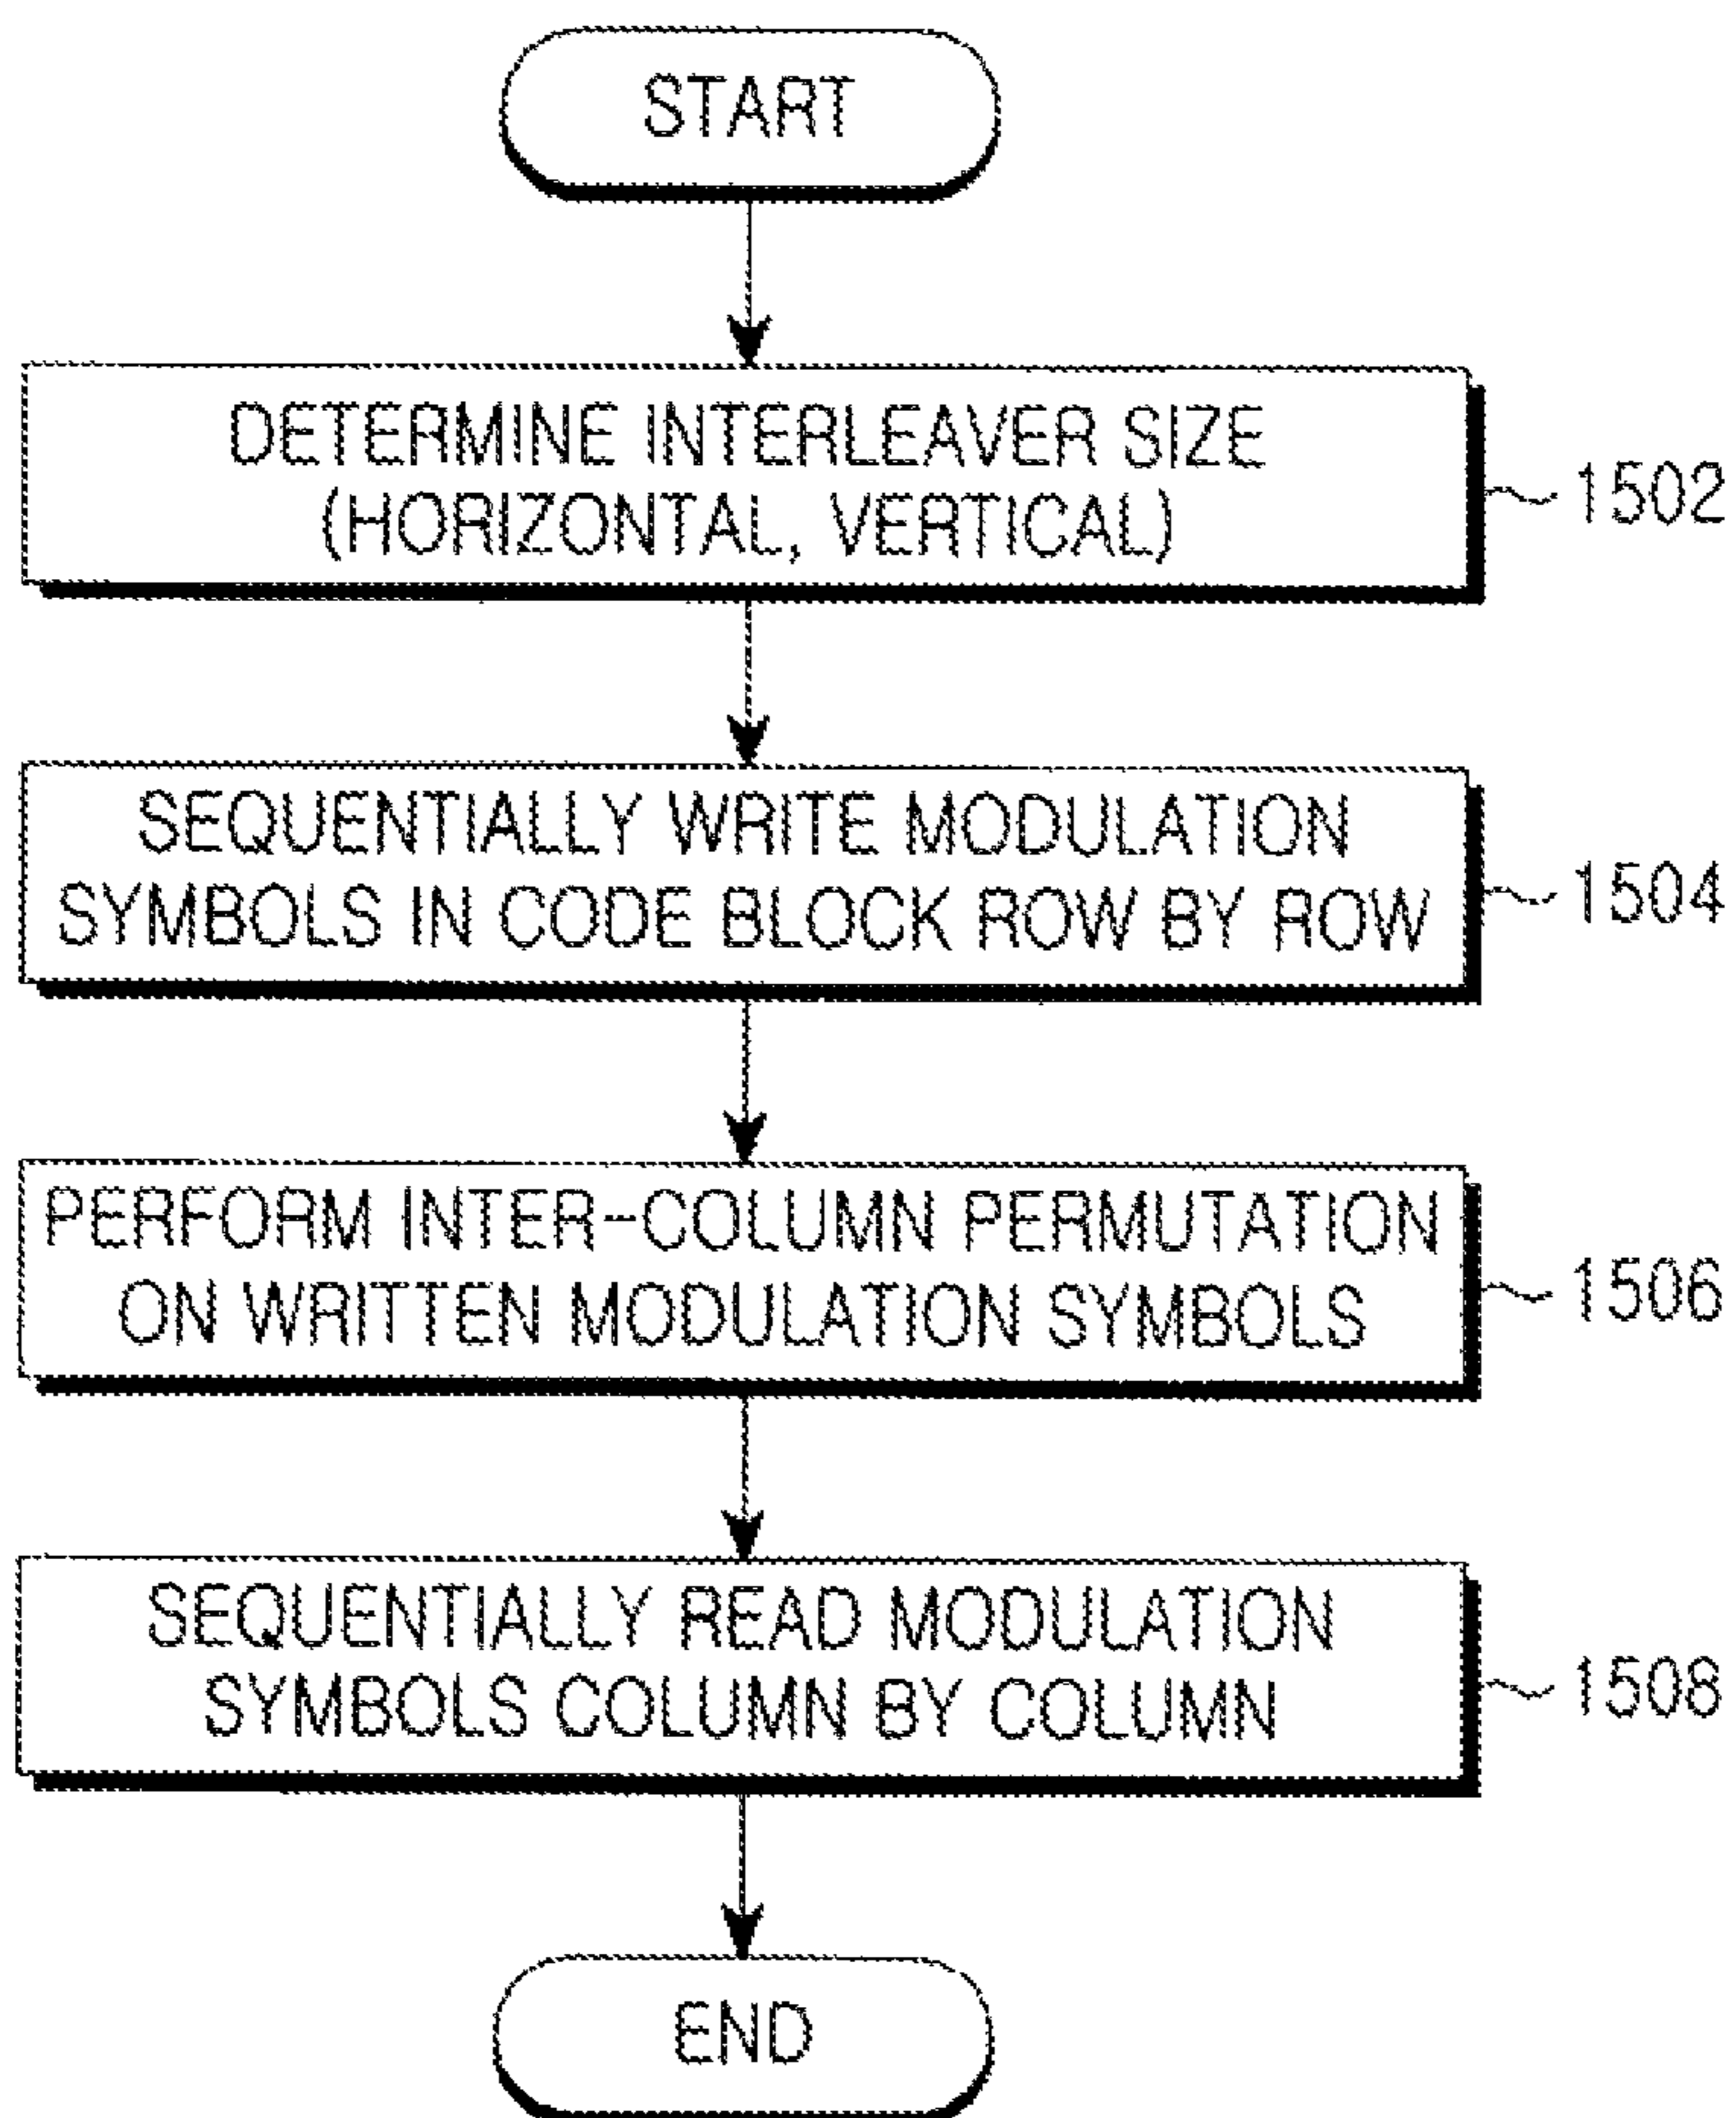 START
DETERMINE INTERLEAVER SIZE
(HORIZONTAL, VERTICAL)
1502
SEQUENTIALLY WRITE MODULATION
SYMBOLS IN CODE BLOCK ROW BY ROW
1504
PERFORM INTER-COLUMN PERMUTATION
ON WRITTEN MODULATION SYMBOLS
1506
SEQUENTIALLY READ MODULATION
SYMBOLS COLUMN BY COLUMN
1508
END